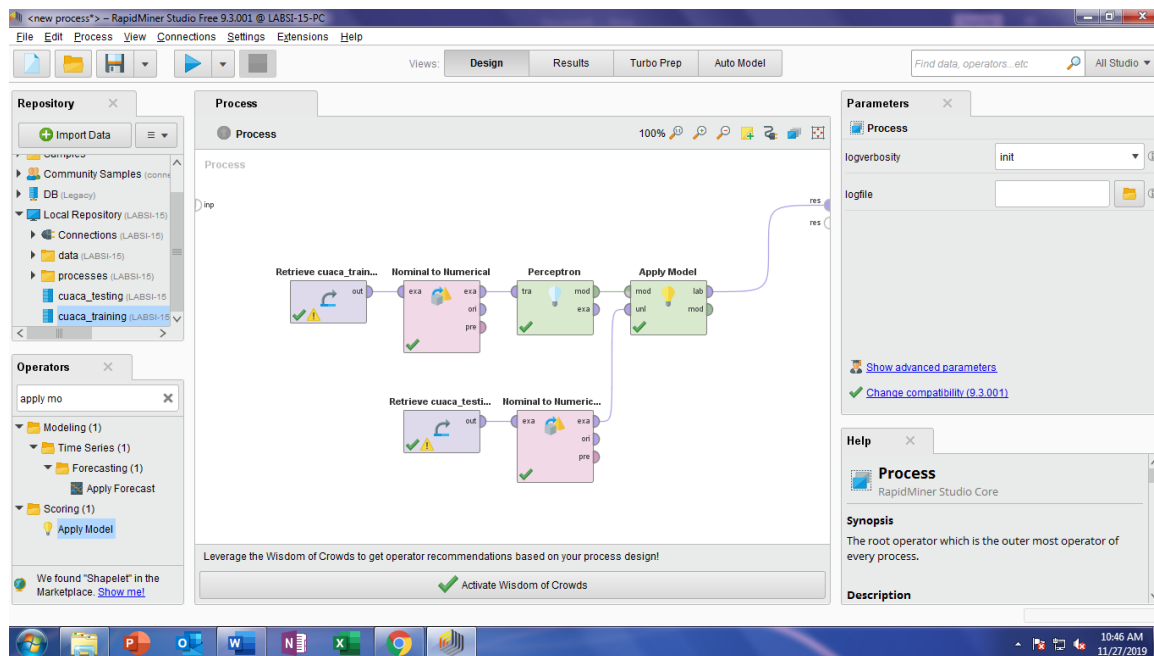 <new process*> – RapidMiner Studio Free 9.3.001 @ LABSI-15-PC
File Edit Process View Connections Settings Extensions Help
Views: Design Results Turbo Prep Auto Model
Find data, operators...etc
All Studio
Repository
Import Data
Samples
Community Samples (conne
DB (Legacy)
Local Repository (LABSI-15)
Connections (LABSI-15)
data (LABSI-15)
processes (LABSI-15)
cuaca_testing (LABSI-15
cuaca_training (LABSI-15
Operators
apply mo
Modeling (1)
Time Series (1)
Forecasting (1)
Apply Forecast
Scoring (1)
Apply Model
We found "Shapelet" in the
Marketplace. Show me!
Process
Process
100%
Process
inp
res
res
Retrieve cuaca_train...
out
Nominal to Numerical
exa exa
ori
pre
Perceptron
tra mod
exa
Apply Model
mod lab
unl mod
Retrieve cuaca_testi...
out
Nominal to Numeric...
exa exa
ori
pre
Leverage the Wisdom of Crowds to get operator recommendations based on your process design!
Activate Wisdom of Crowds
Parameters
Process
logverbosity
init
logfile
Show advanced parameters
Change compatibility (9.3.001)
Help
Process
RapidMiner Studio Core
Synopsis
The root operator which is the outer most operator of
every process.
Description
10:46 AM
11/27/2019